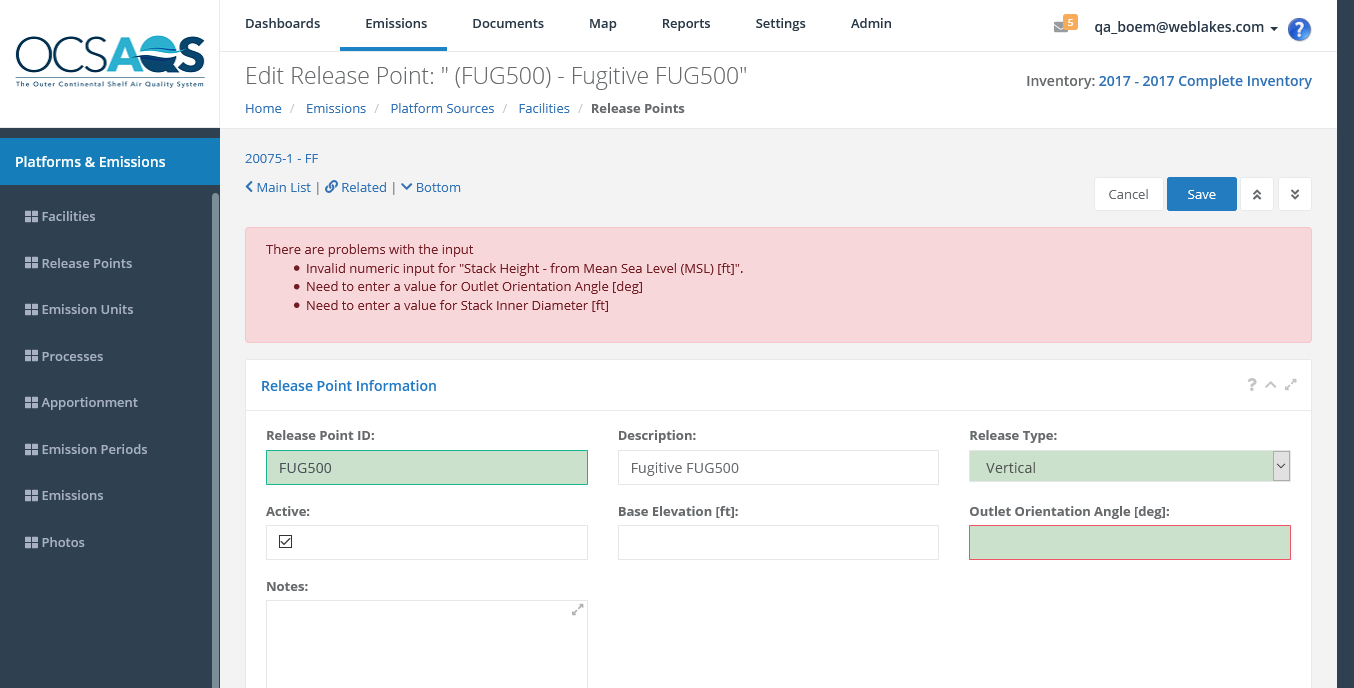 OCSAQS
The Outer Continental Shelf Air Quality System
Dashboards Emissions Documents Map Reports Settings Admin
5 qa_boem@weblakes.com ?
Edit Release Point: " (FUG500) - Fugitive FUG500"
Inventory: 2017 - 2017 Complete Inventory
Home / Emissions / Platform Sources / Facilities / Release Points
Platforms & Emissions
Facilities
Release Points
Emission Units
Processes
Apportionment
Emission Periods
Emissions
Photos
20075-1 - FF
Main List | Related | Bottom
Cancel Save
There are problems with the input
• Invalid numeric input for "Stack Height - from Mean Sea Level (MSL) [ft]".
• Need to enter a value for Outlet Orientation Angle [deg]
• Need to enter a value for Stack Inner Diameter [ft]
Release Point Information ?
Release Point ID: Description: Release Type:
FUG500 Fugitive FUG500 Vertical
Active: Base Elevation [ft]: Outlet Orientation Angle [deg]:
Notes: